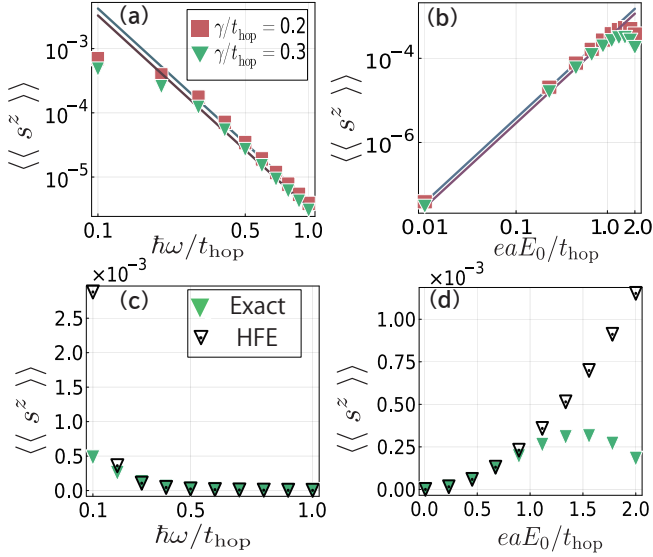 (a)
γ/t_hop = 0.2
γ/t_hop = 0.3
10⁻³
10⁻⁴
10⁻⁵
⟨⟨ s^z ⟩⟩
0.1
0.5
1.0
ℏω/t_hop
(b)
10⁻⁴
10⁻⁶
⟨⟨ s^z ⟩⟩
0.01
0.1
1.0
2.0
eaE₀/t_hop
×10⁻³
(c)
Exact
HFE
2.5
2.0
1.5
1.0
0.5
0.0
⟨⟨ s^z ⟩⟩
0.1
0.5
1.0
ℏω/t_hop
×10⁻³
(d)
1.00
0.75
0.50
0.25
0.00
⟨⟨ s^z ⟩⟩
0.0
0.5
1.0
1.5
2.0
eaE₀/t_hop